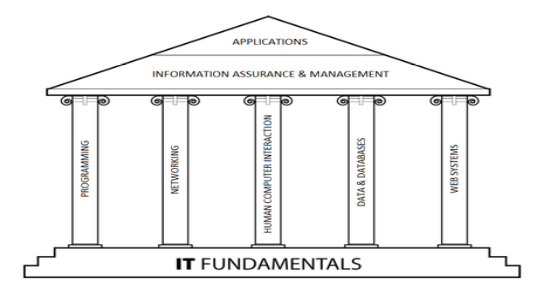 APPLICATIONS
INFORMATION ASSURANCE & MANAGEMENT
PROGRAMMING
NETWORKING
HUMAN COMPUTER INTERACTION
DATA & DATABASES
WEB SYSTEMS
IT FUNDAMENTALS